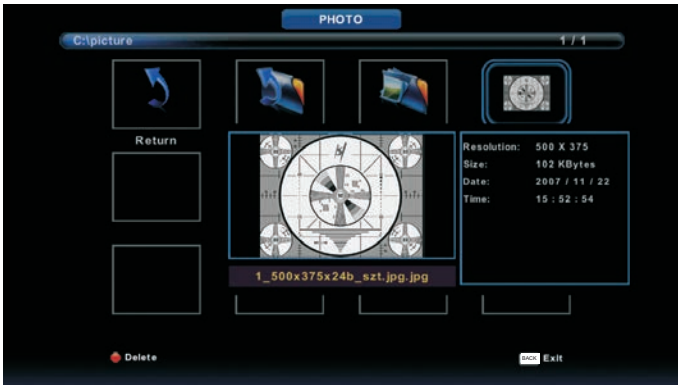 PHOTO
C:\picture 1 / 1
Return
Resolution: 500 X 375
Size: 102 KBytes
Date: 2007 / 11 / 22
Time: 15 : 52 : 54
1_500x375x24b_szt.jpg.jpg
Delete BACK Exit